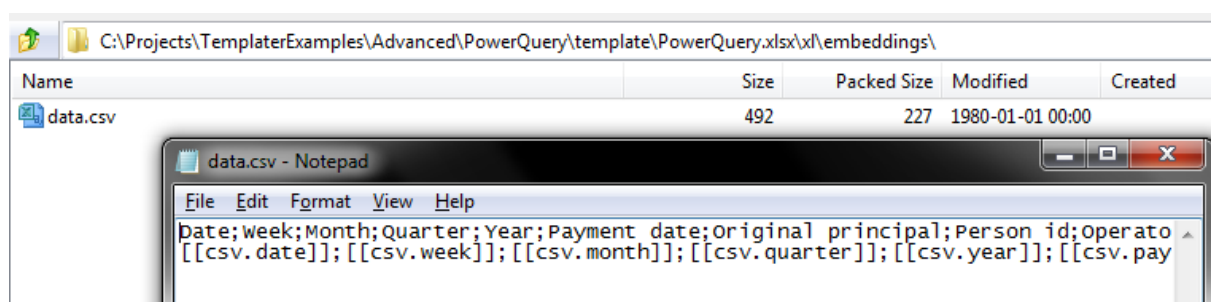 C:\Projects\TemplaterExamples\Advanced\PowerQuery\template\PowerQuery.xlsx\xl\embeddings\
Name Size Packed Size Modified Created
data.csv 492 227 1980-01-01 00:00
data.csv - Notepad
File Edit Format View Help
Date;Week;Month;Quarter;Year;Payment date;Original principal;Person id;Operato
[[csv.date]];[[csv.week]];[[csv.month]];[[csv.quarter]];[[csv.year]];[[csv.pay